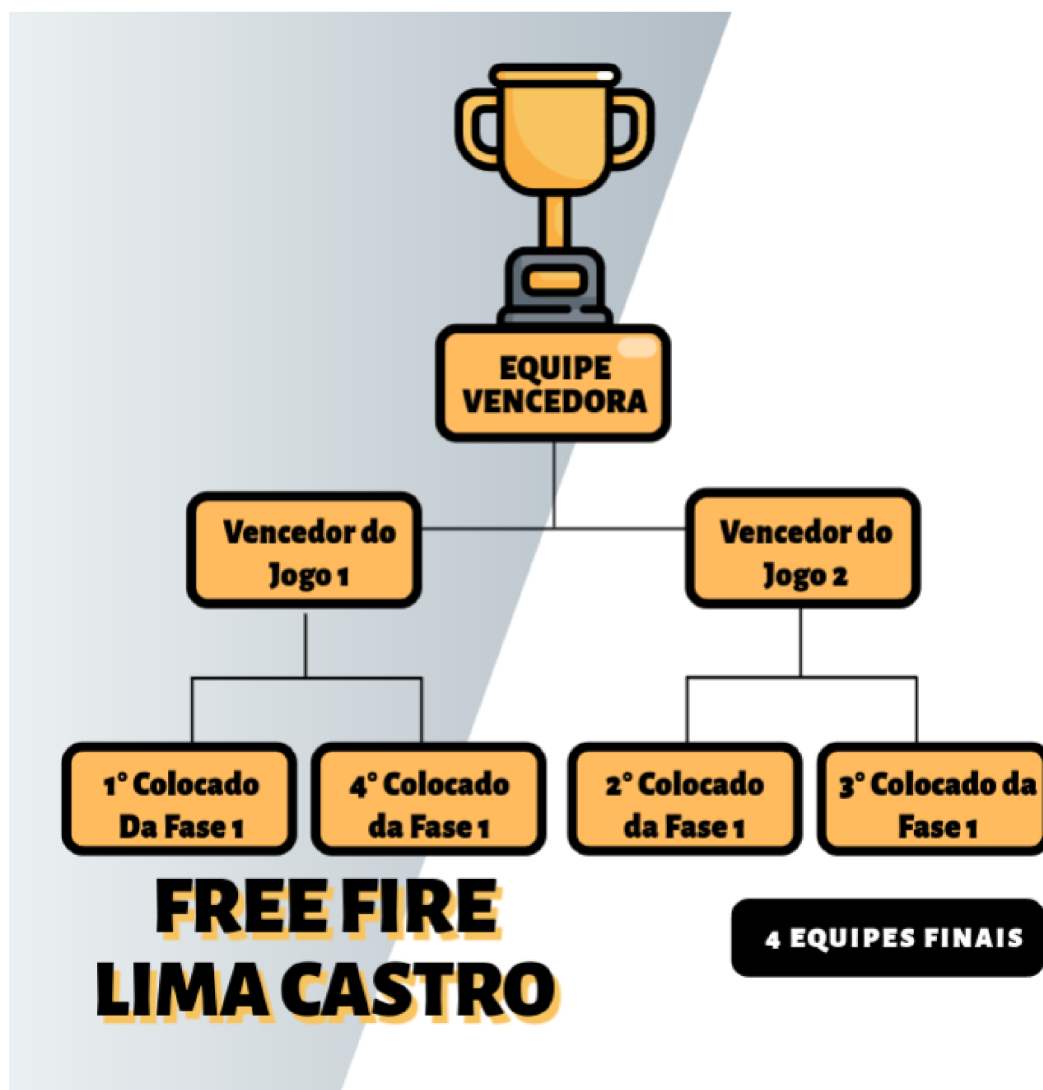 EQUIPE
VENCEDORA
Vencedor do
Jogo 1
Vencedor do
Jogo 2
1° Colocado
Da Fase 1
4° Colocado
da Fase 1
2° Colocado
da Fase 1
3° Colocado da
Fase 1
FREE FIRE
LIMA CASTRO
4 EQUIPES FINAIS